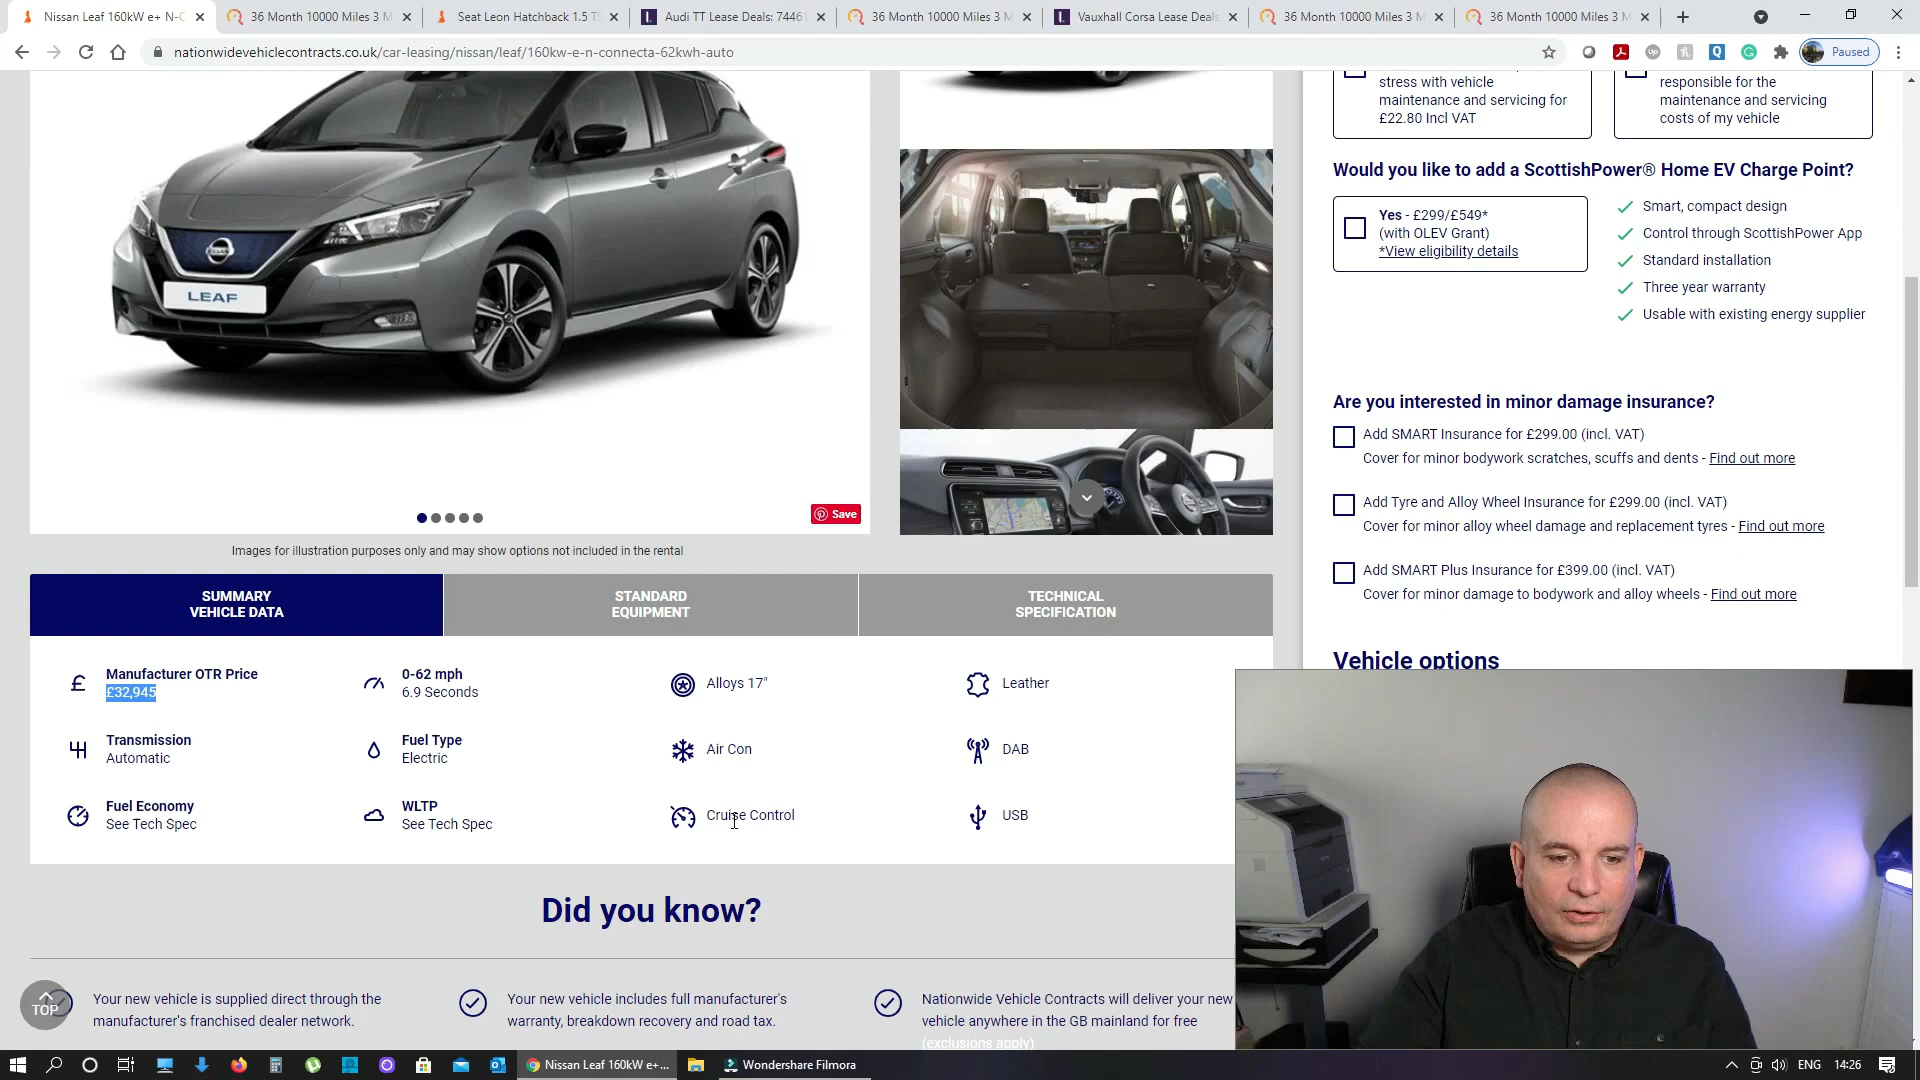 Nissan Leaf 160kW e+ N-C
36 Month 10000 Miles 3 M
Seat Leon Hatchback 1.5 TS
Audi TT Lease Deals: 74461
36 Month 10000 Miles 3 M
Vauxhall Corsa Lease Deals
36 Month 10000 Miles 3 M
36 Month 10000 Miles 3 M
nationwidevehiclecontracts.co.uk/car-leasing/nissan/leaf/160kw-e-n-connecta-62kwh-auto
Paused
LEAF
Save
Images for illustration purposes only and may show options not included in the rental
stress with vehicle
maintenance and servicing for
£22.80 Incl VAT
responsible for the
maintenance and servicing
costs of my vehicle
Would you like to add a ScottishPower® Home EV Charge Point?
Yes - £299/£549*
(with OLEV Grant)
*View eligibility details
Smart, compact design
Control through ScottishPower App
Standard installation
Three year warranty
Usable with existing energy supplier
Are you interested in minor damage insurance?
Add SMART Insurance for £299.00 (incl. VAT)
Cover for minor bodywork scratches, scuffs and dents - Find out more
Add Tyre and Alloy Wheel Insurance for £299.00 (incl. VAT)
Cover for minor alloy wheel damage and replacement tyres - Find out more
Add SMART Plus Insurance for £399.00 (incl. VAT)
Cover for minor damage to bodywork and alloy wheels - Find out more
Vehicle options
SUMMARY
VEHICLE DATA
STANDARD
EQUIPMENT
TECHNICAL
SPECIFICATION
Manufacturer OTR Price
£32,945
0-62 mph
6.9 Seconds
Alloys 17"
Leather
Transmission
Automatic
Fuel Type
Electric
Air Con
DAB
Fuel Economy
See Tech Spec
WLTP
See Tech Spec
Cruise Control
USB
Did you know?
TOP
Your new vehicle is supplied direct through the
manufacturer's franchised dealer network.
Your new vehicle includes full manufacturer's
warranty, breakdown recovery and road tax.
Nationwide Vehicle Contracts will deliver your new
vehicle anywhere in the GB mainland for free
(exclusions apply)
Nissan Leaf 160kW e+...
Wondershare Filmora
ENG
14:26